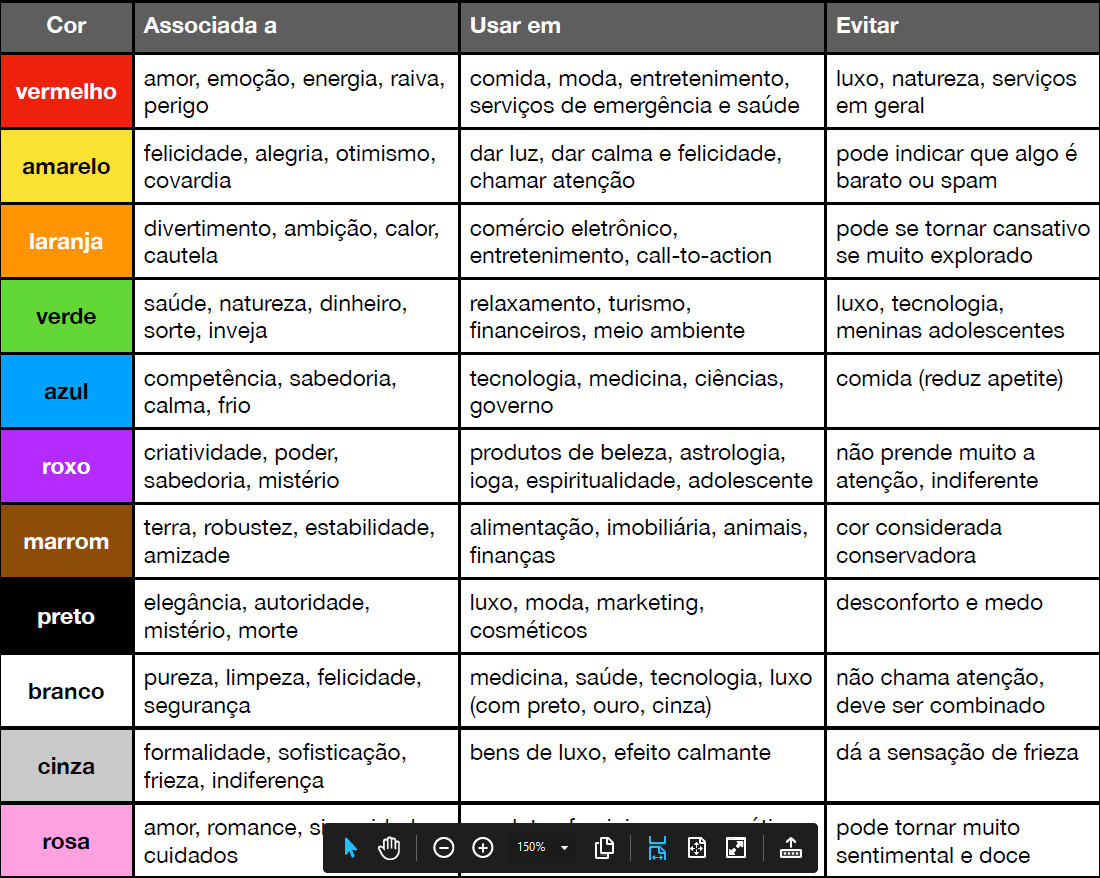 Cor Associada a Usar em Evitar
vermelho
amor, emoção, energia, raiva,
perigo
comida, moda, entretenimento,
serviços de emergência e saúde
luxo, natureza, serviços
em geral
amarelo
felicidade, alegria, otimismo,
covardia
dar luz, dar calma e felicidade,
chamar atenção
pode indicar que algo é
barato ou spam
laranja
divertimento, ambição, calor,
cautela
comércio eletrônico,
entretenimento, call-to-action
pode se tornar cansativo
se muito explorado
verde
saúde, natureza, dinheiro,
sorte, inveja
relaxamento, turismo,
financeiros, meio ambiente
luxo, tecnologia,
meninas adolescentes
azul
competência, sabedoria,
calma, frio
tecnologia, medicina, ciências,
governo
comida (reduz apetite)
roxo
criatividade, poder,
sabedoria, mistério
produtos de beleza, astrologia,
ioga, espiritualidade, adolescente
não prende muito a
atenção, indiferente
marrom
terra, robustez, estabilidade,
amizade
alimentação, imobiliária, animais,
finanças
cor considerada
conservadora
preto
elegância, autoridade,
mistério, morte
luxo, moda, marketing,
cosméticos
desconforto e medo
branco
pureza, limpeza, felicidade,
segurança
medicina, saúde, tecnologia, luxo
(com preto, ouro, cinza)
não chama atenção,
deve ser combinado
cinza
formalidade, sofisticação,
frieza, indiferença
bens de luxo, efeito calmante
dá a sensação de frieza
rosa
amor, romance,
cuidados
pode tornar muito
sentimental e doce
150%